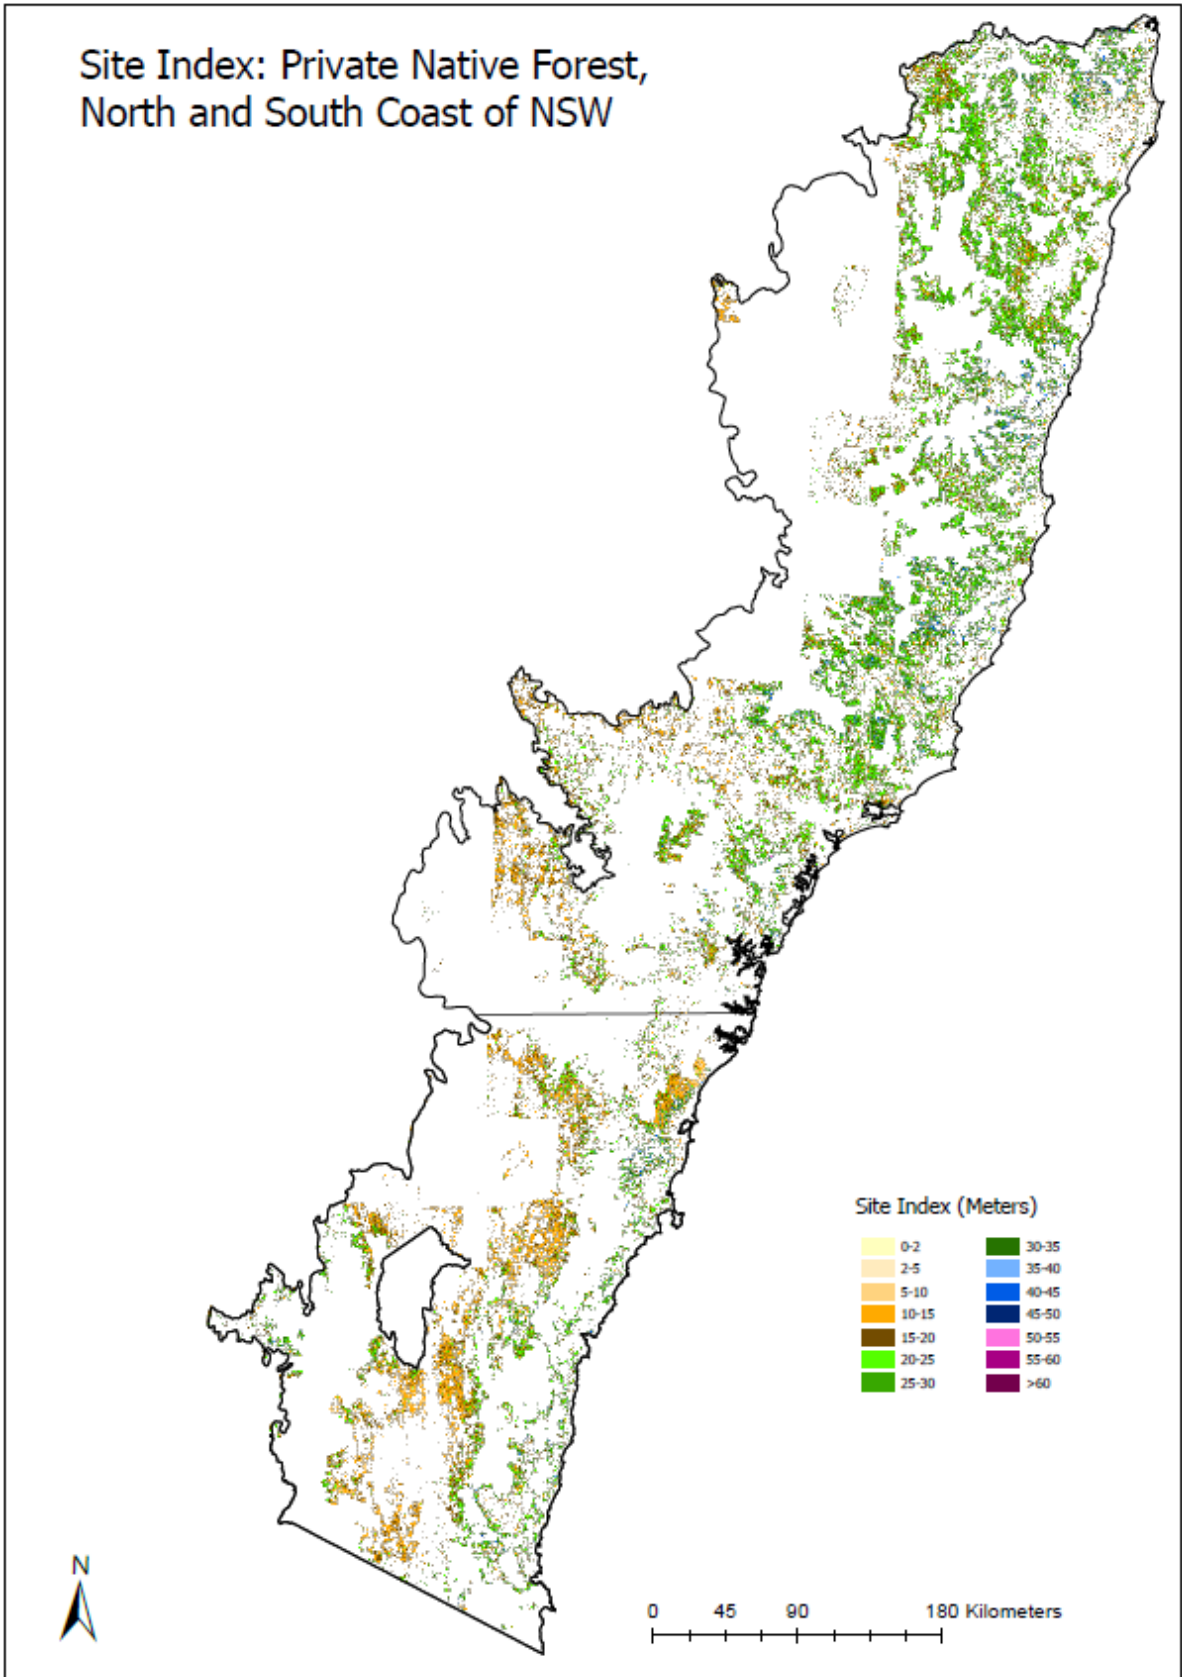 Site Index: Private Native Forest,
North and South Coast of NSW
Site Index (Meters)
0-2
2-5
5-10
10-15
15-20
20-25
25-30
30-35
35-40
40-45
45-50
50-55
55-60
>60
N
0 45 90 180 Kilometers